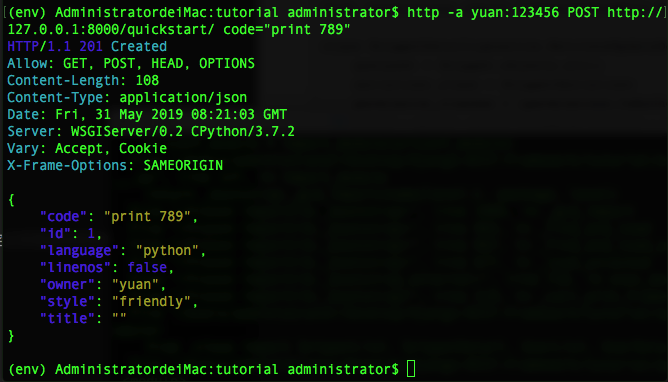 (env) AdministratordeiMac:tutorial administrator$ http -a yuan:123456 POST http://
127.0.0.1:8000/quickstart/ code="print 789"
HTTP/1.1 201 Created
Allow: GET, POST, HEAD, OPTIONS
Content-Length: 108
Content-Type: application/json
Date: Fri, 31 May 2019 08:21:03 GMT
Server: WSGIServer/0.2 CPython/3.7.2
Vary: Accept, Cookie
X-Frame-Options: SAMEORIGIN
{
    "code": "print 789",
    "id": 1,
    "language": "python",
    "linenos": false,
    "owner": "yuan",
    "style": "friendly",
    "title": ""
}
(env) AdministratordeiMac:tutorial administrator$